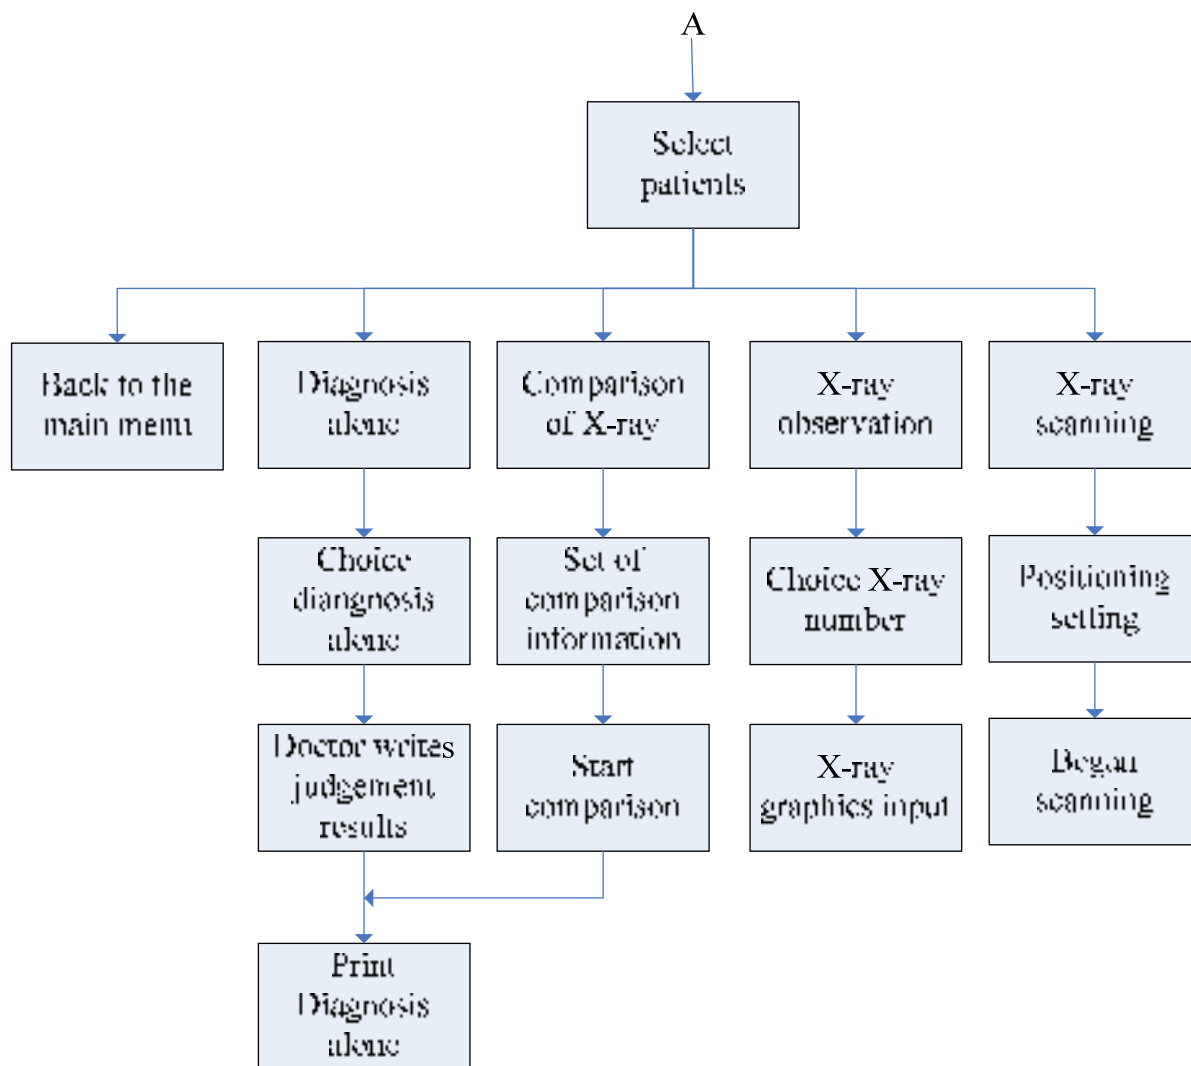 A
Select
patients
Back to the
main menu
Diagnosis
alone
Comparison
of X-ray
X-ray
observation
X-ray
scanning
Choice
diangnosis
alone
Set of
comparison
information
Choice X-ray
number
Positioning
setting
Doctor writes
judgement
results
Start
comparison
X-ray
graphics input
Began
scanning
Print
Diagnosis
alone